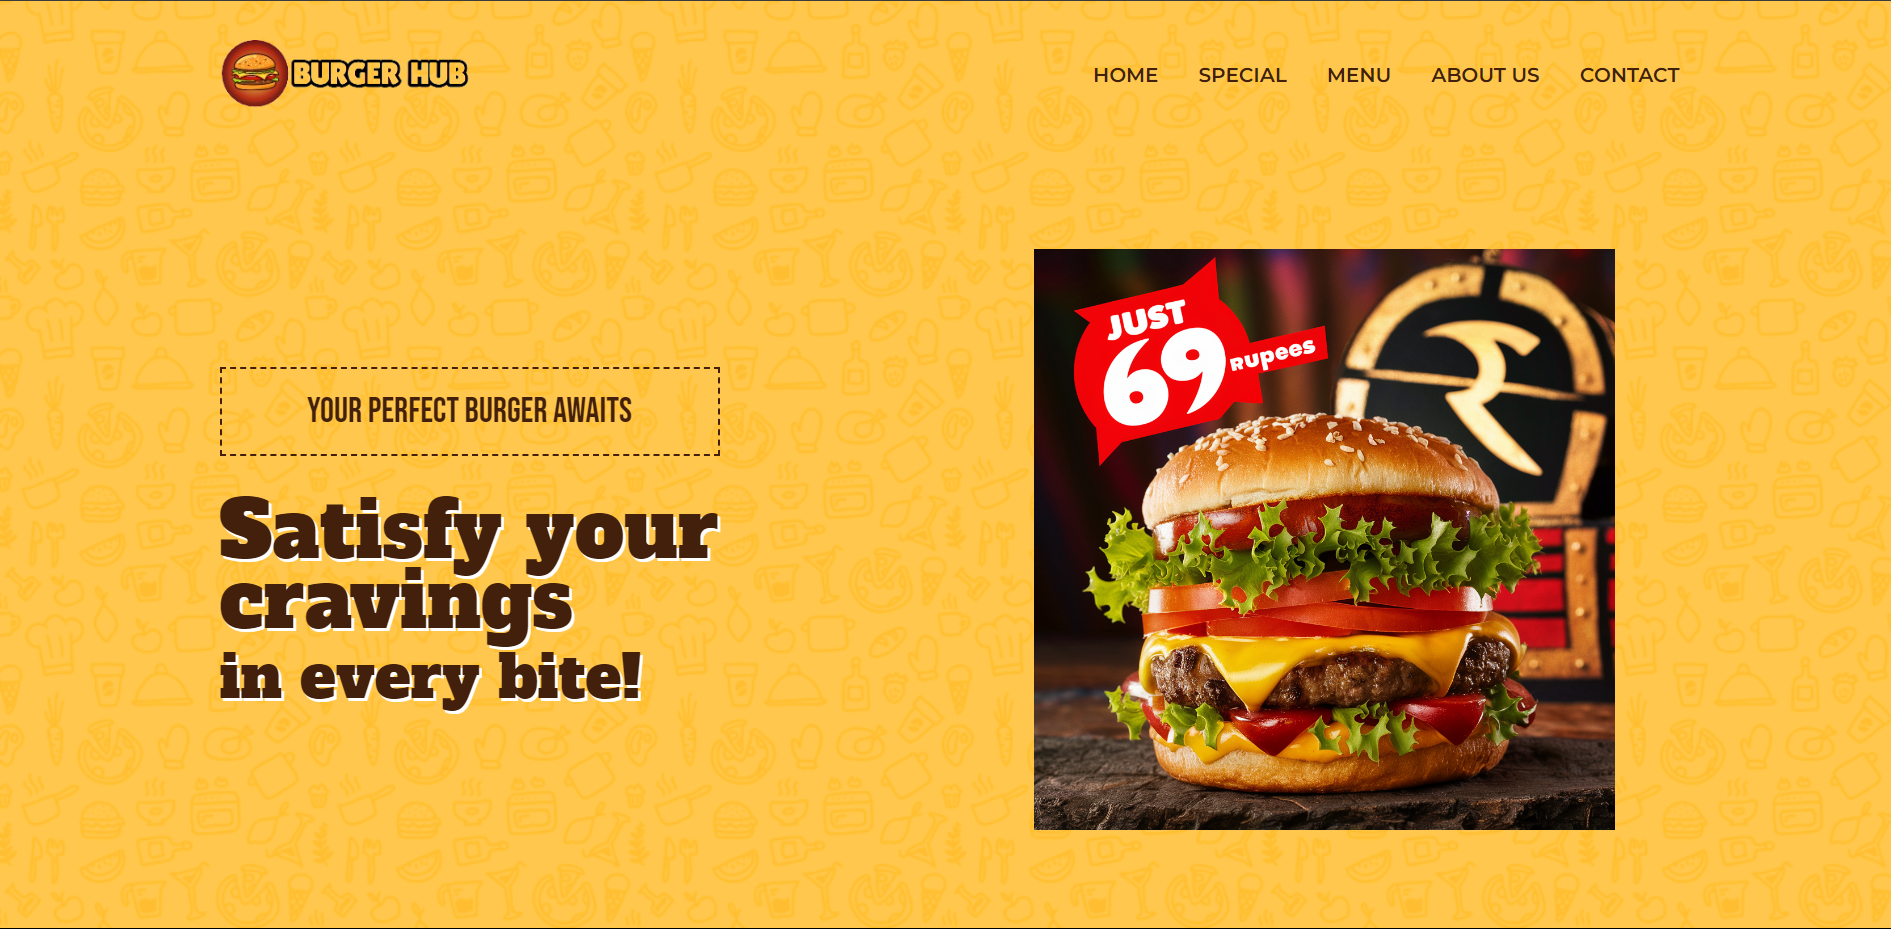 BURGER HUB
HOME SPECIAL MENU ABOUT US CONTACT
YOUR PERFECT BURGER AWAITS
Satisfy your
cravings
in every bite!
JUST
69 Rupees